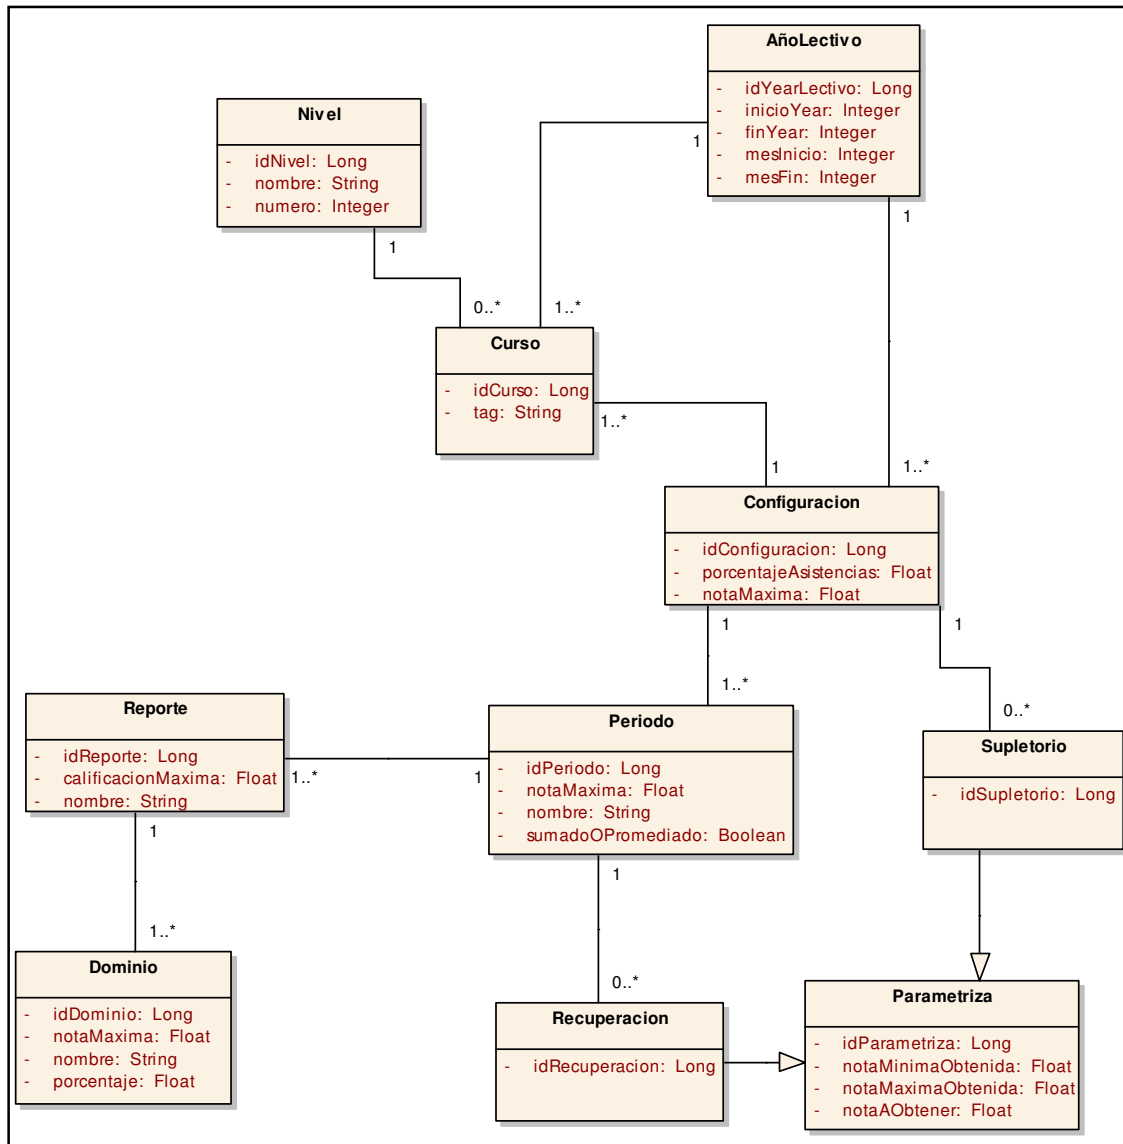 AñoLectivo
- idYearLectivo: Long
- inicioYear: Integer
- finYear: Integer
- mesInicio: Integer
- mesFin: Integer
1
1
Nivel
- idNivel: Long
- nombre: String
- numero: Integer
1
0..*
1..*
Curso
- idCurso: Long
- tag: String
1..*
1
1..*
Configuracion
- idConfiguracion: Long
- porcentajeAsistencias: Float
- notaMaxima: Float
1
1
1..*
0..*
Reporte
- idReporte: Long
- calificacionMaxima: Float
- nombre: String
1..*
1
1
Periodo
- idPeriodo: Long
- notaMaxima: Float
- nombre: String
- sumadoOPromediado: Boolean
1
Supletorio
- idSupletorio: Long
1..*
0..*
Dominio
- idDominio: Long
- notaMaxima: Float
- nombre: String
- porcentaje: Float
Recuperacion
- idRecuperacion: Long
Parametriza
- idParametriza: Long
- notaMinimaObtenida: Float
- notaMaximaObtenida: Float
- notaAObtener: Float